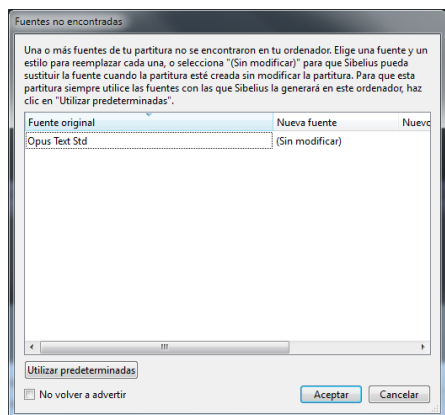 Fuentes no encontradas
Una o más fuentes de tu partitura no se encontraron en tu ordenador. Elige una fuente y un
estilo para reemplazar cada una, o selecciona "(Sin modificar)" para que Sibelius pueda
sustituir la fuente cuando la partitura esté creada sin modificar la partitura. Para que esta
partitura siempre utilice las fuentes con las que Sibelius la generará en este ordenador, haz
clic en "Utilizar predeterminadas".
Fuente original Nueva fuente Nuevo
Opus Text Std (Sin modificar)
Utilizar predeterminadas
No volver a advertir Aceptar Cancelar